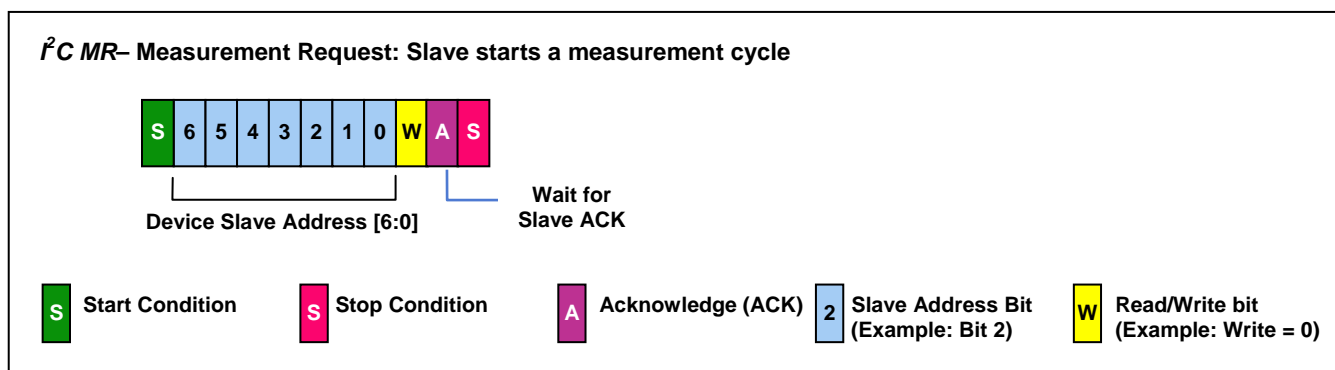 I²C MR– Measurement Request: Slave starts a measurement cycle
S 6 5 4 3 2 1 0 W A S
Device Slave Address [6:0]
Wait for
Slave ACK
S Start Condition
S Stop Condition
A Acknowledge (ACK)
2 Slave Address Bit
(Example: Bit 2)
W Read/Write bit
(Example: Write = 0)